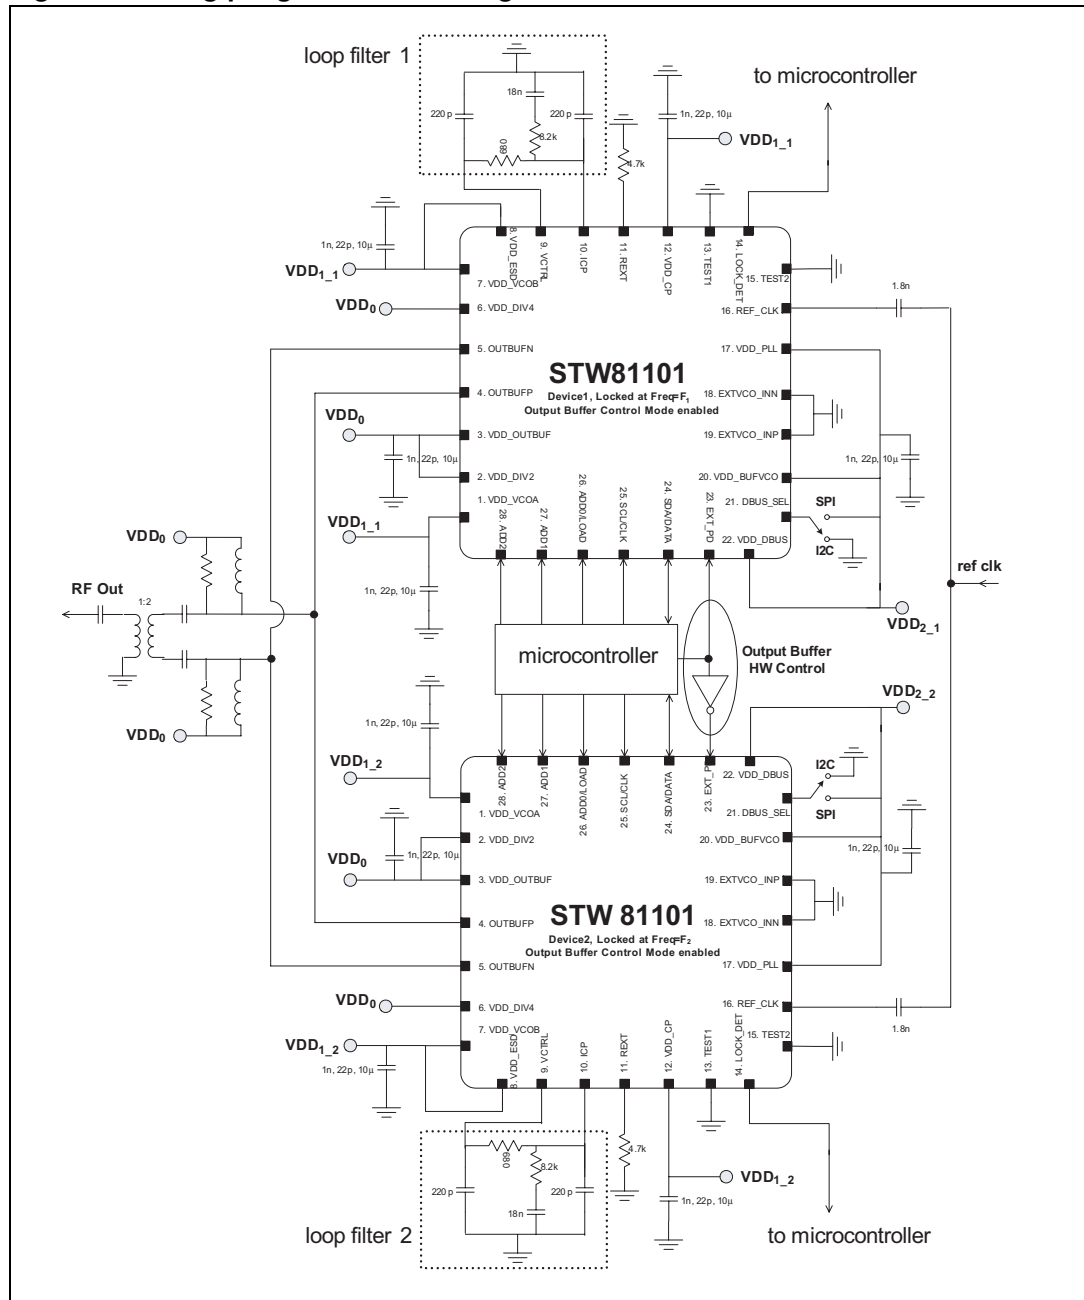 loop filter 1
18n
220p
220p
8.2k
680
1n, 22p, 10µ
4.7k
VDD1_1
to microcontroller
1n, 22p, 10µ
VDD1_1
8. VDD_ESD
9. VCTRL
10. ICP
11. REXT
12. VDD_CP
13. TEST1
14. LOCK_DET
7. VDD_VCOB
15. TEST2
1.8n
VDD0
6. VDD_DIV4
16. REF_CLK
5. OUTBUFN
17. VDD_PLL
STW81101
Device1, Locked at Freq=F1
Output Buffer Control Mode enabled
4. OUTBUFP
18. EXTVCO_INN
VDD0
3. VDD_OUTBUF
19. EXTVCO_INP
1n, 22p, 10µ
2. VDD_DIV2
20. VDD_BUFVCO
1n, 22p, 10µ
1. VDD_VCOA
21. DBUS_SEL
SPI
I2C
22. VDD_DBUS
VDD1_1
28. ADD2
27. ADD1
26. ADD0/LOAD
25. SCL/CLK
24. SDA/DATA
23. EXT_PD
VDD0
ref clk
1n, 22p, 10µ
RF Out
1:2
VDD2_1
microcontroller
Output Buffer
HW Control
VDD2_2
VDD0
1n, 22p, 10µ
VDD1_2
28. ADD2
27. ADD1
26. ADD0/LOAD
25. SCL/CLK
24. SDA/DATA
23. EXT_P
22. VDD_DBUS
I2C
SPI
1. VDD_VCOA
21. DBUS_SEL
2. VDD_DIV2
20. VDD_BUFVCO
1n, 22p, 10µ
1n, 22p, 10µ
VDD0
3. VDD_OUTBUF
19. EXTVCO_INP
STW 81101
Device2, Locked at Freq=F2
Output Buffer Control Mode enabled
4. OUTBUFP
18. EXTVCO_INN
5. OUTBUFN
17. VDD_PLL
VDD0
6. VDD_DIV4
16. REF_CLK
1.8n
7. VDD_VCOB
15. TEST2
VDD1_2
1n, 22p, 10µ
8. VDD_ESD
9. VCTRL
10. ICP
11. REXT
12. VDD_CP
13. TEST1
14. LOCK_DET
680
8.2k
220p
220p
18n
4.7k
VDD1_2
1n, 22p, 10µ
loop filter 2
to microcontroller